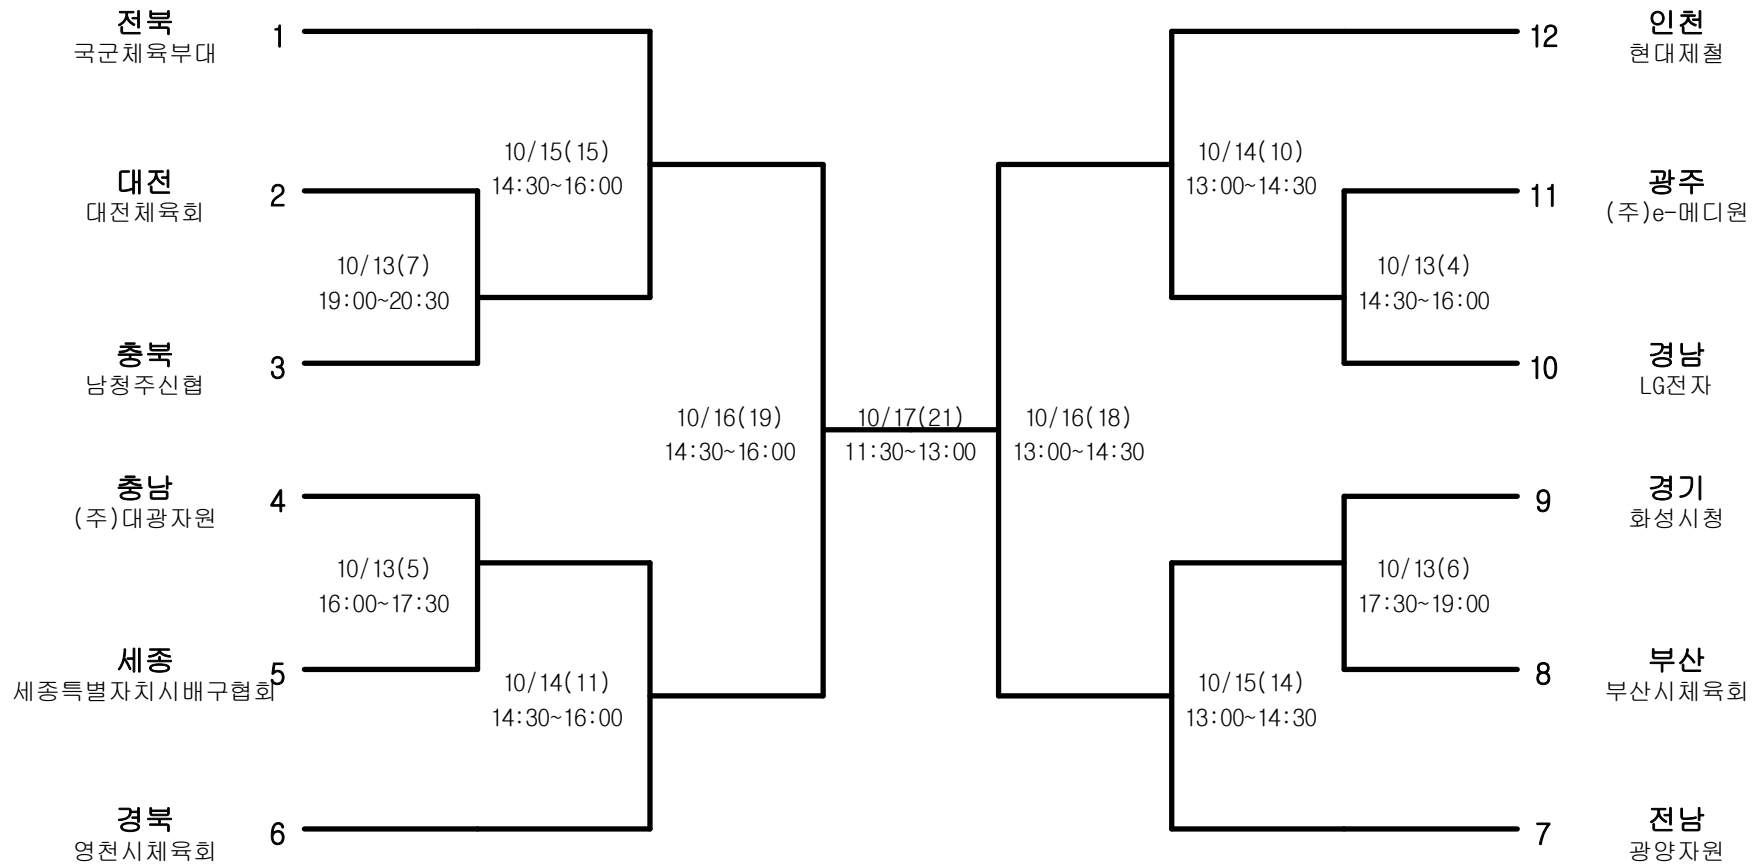 전북
국군체육부대
1
대전
대전체육회
2
10/13(7)
19:00~20:30
충북
남청주신협
3
10/15(15)
14:30~16:00
충남
(주)대광자원
4
10/13(5)
16:00~17:30
세종
세종특별자치시배구협회
5
10/14(11)
14:30~16:00
경북
영천시체육회
6
10/16(19)
14:30~16:00
10/17(21)
11:30~13:00
10/16(18)
13:00~14:30
12
인천
현대제철
10/14(10)
13:00~14:30
11
광주
(주)e-메디원
10/13(4)
14:30~16:00
10
경남
LG전자
9
경기
화성시청
10/13(6)
17:30~19:00
8
부산
부산시체육회
10/15(14)
13:00~14:30
7
전남
광양자원